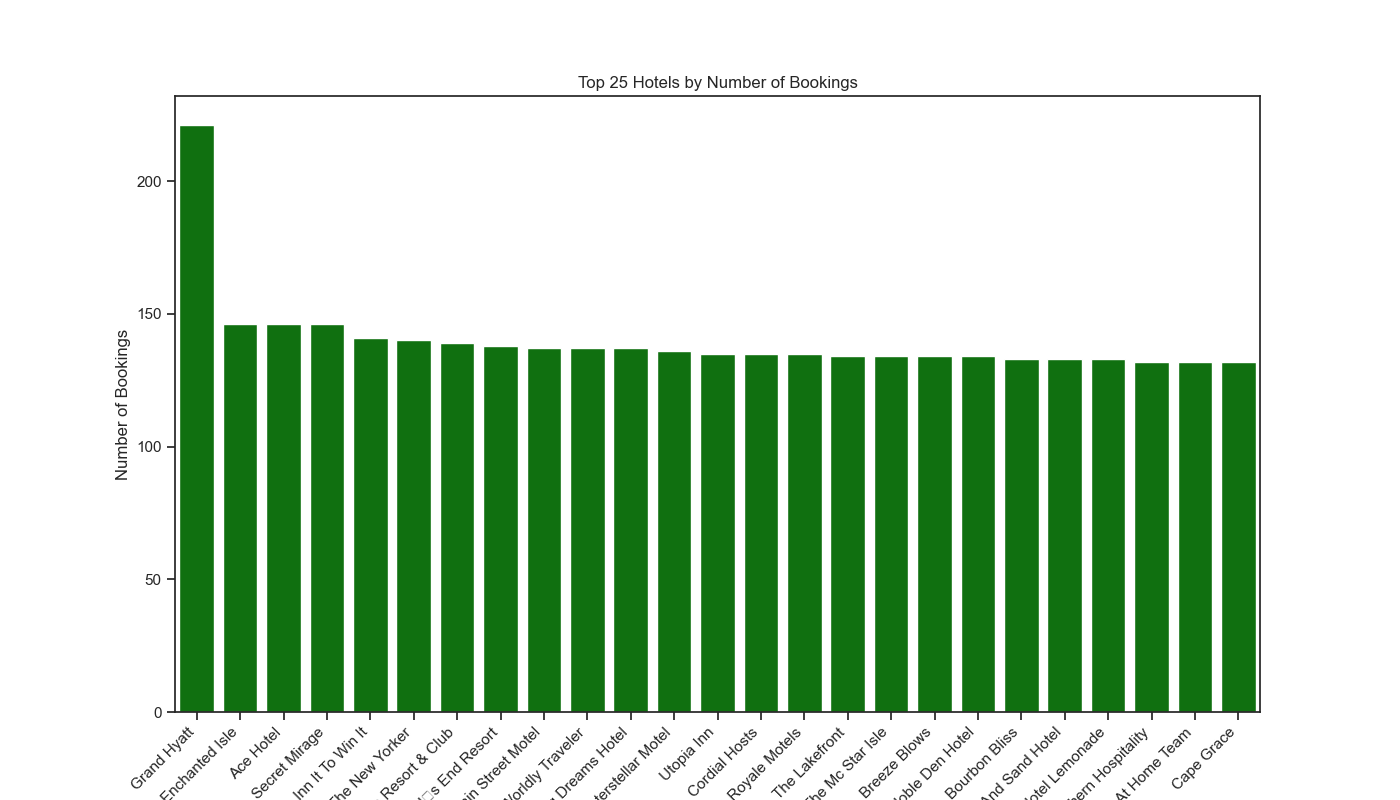 Top 25 Hotels by Number of Bookings
Number of Bookings
200
150
100
50
0
Grand Hyatt
Enchanted Isle
Ace Hotel
Secret Mirage
Inn It To Win It
The New Yorker
Resort & Club
End Resort
Street Motel
Worldly Traveler
Dreams Hotel
Utopia Inn
Motel
Cordial Hosts
Royale Motels
The Lakefront
The Mc Star Isle
Breeze Blows
Den Hotel
Bourbon Bliss
And Sand Hotel
Lemonade
Hospitality
At Home Team
Cape Grace